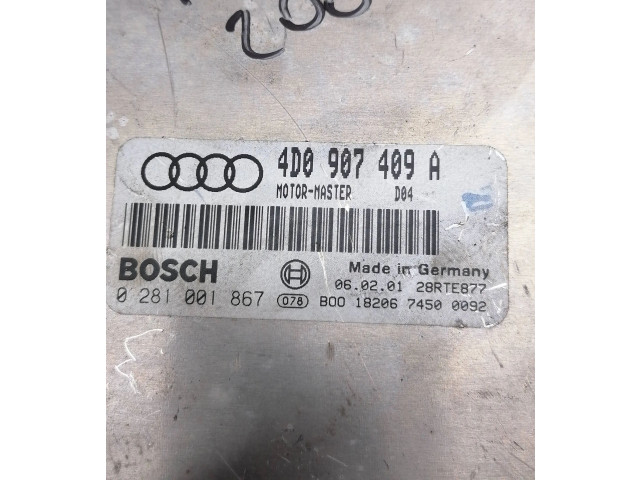 200
4D0 907 409 A
MOTOR-MASTER D04
BOSCH
Made in Germany
06.02.01 28RTE877
0 281 001 867 078 B00 18206 7450 0092